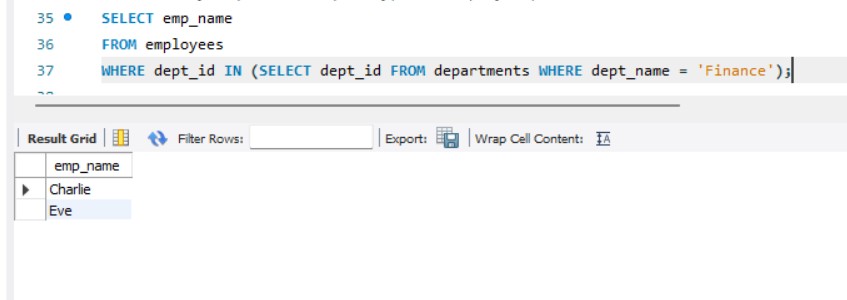 35 SELECT emp_name
36 FROM employees
37 WHERE dept_id IN (SELECT dept_id FROM departments WHERE dept_name = 'Finance');
Result Grid Filter Rows: Export: Wrap Cell Content: IA
emp_name
Charlie
Eve